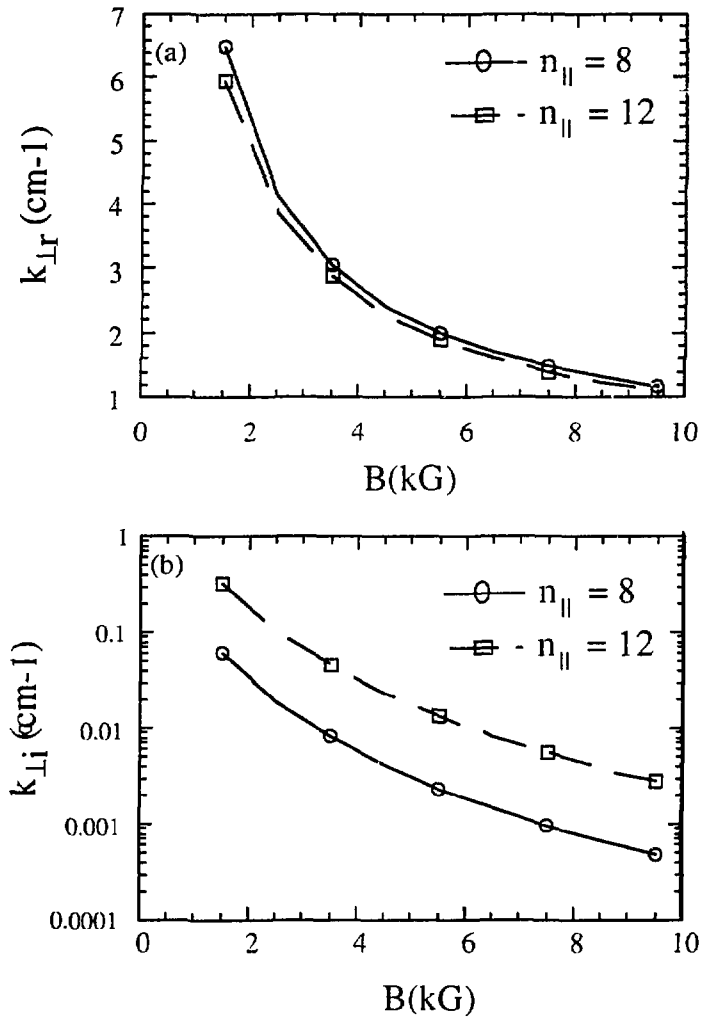 (a)
n|| = 8
n|| = 12
7
6
5
4
3
2
1
k⊥r (cm-1)
0
2
4
6
8
10
B(kG)
(b)
n|| = 8
n|| = 12
1
0.1
0.01
0.001
0.0001
k⊥i (cm-1)
0
2
4
6
8
10
B(kG)